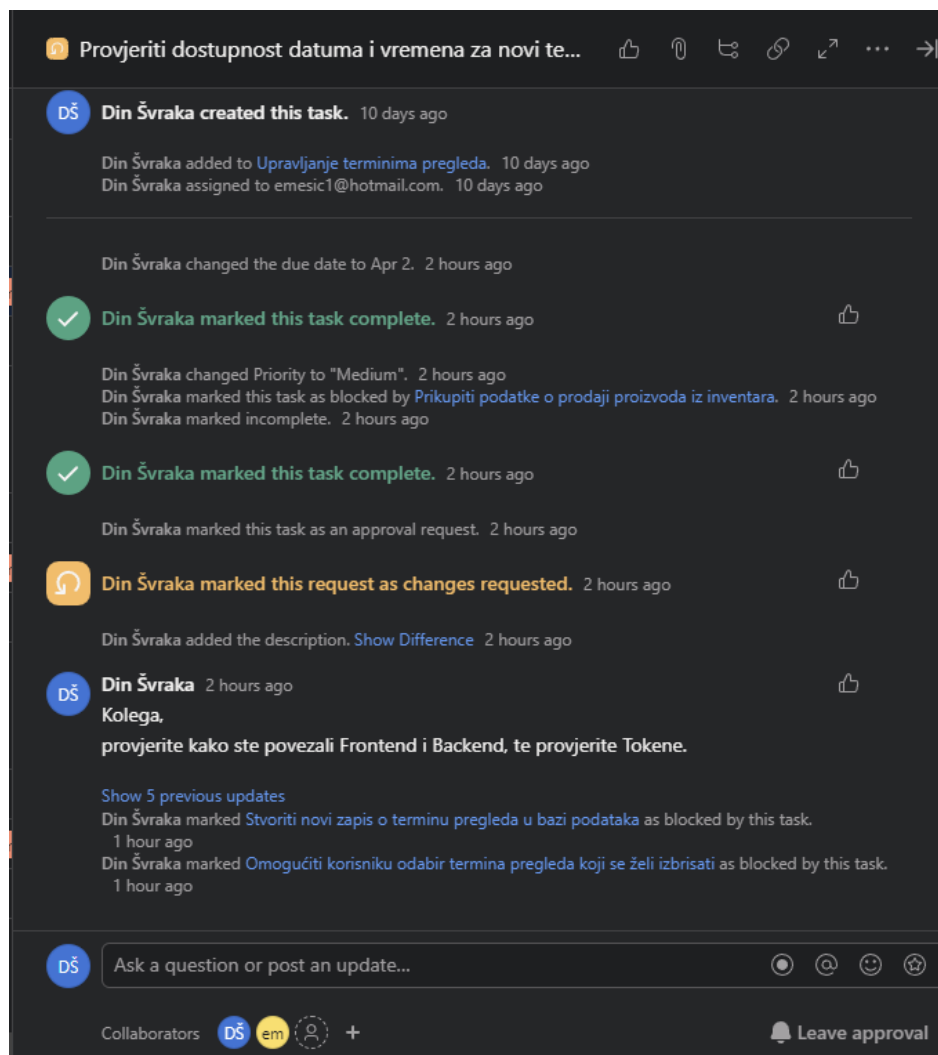 Provjeriti dostupnost datuma i vremena za novi te...
DŠ Din Švraka created this task. 10 days ago
Din Švraka added to Upravljanje terminima pregleda. 10 days ago
Din Švraka assigned to emesic1@hotmail.com. 10 days ago
Din Švraka changed the due date to Apr 2. 2 hours ago
Din Švraka marked this task complete. 2 hours ago
Din Švraka changed Priority to "Medium". 2 hours ago
Din Švraka marked this task as blocked by Prikupiti podatke o prodaji proizvoda iz inventara. 2 hours ago
Din Švraka marked incomplete. 2 hours ago
Din Švraka marked this task complete. 2 hours ago
Din Švraka marked this task as an approval request. 2 hours ago
Din Švraka marked this request as changes requested. 2 hours ago
Din Švraka added the description. Show Difference 2 hours ago
DŠ Din Švraka 2 hours ago
Kolega,
provjerite kako ste povezali Frontend i Backend, te provjerite Tokene.
Show 5 previous updates
Din Švraka marked Stvoriti novi zapis o terminu pregleda u bazi podataka as blocked by this task.
1 hour ago
Din Švraka marked Omogućiti korisniku odabir termina pregleda koji se želi izbrisati as blocked by this task.
1 hour ago
DŠ Ask a question or post an update...
Collaborators DŠ em + Leave approval